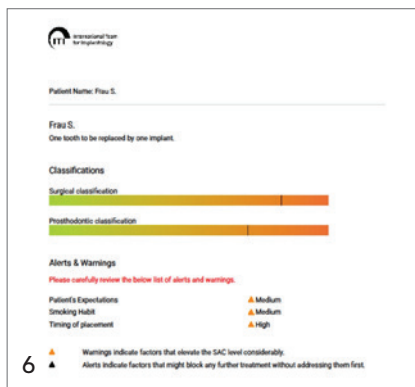 ITI
International Team
for Implantology
Patient Name: Frau S.
Frau S.
One tooth to be replaced by one implant.
Classifications
Surgical classification
Prosthodontic classification
Alerts & Warnings
Please carefully review the below list of alerts and warnings.
Patient's Expectations Medium
Smoking Habit Medium
Timing of placement High
Warnings indicate factors that elevate the SAC level considerably.
6 Alerts indicate factors that might block any further treatment without addressing them first.